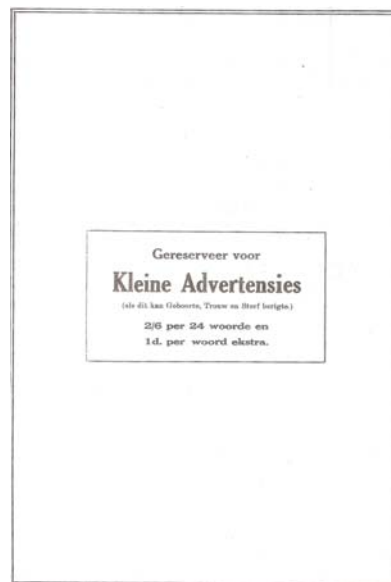 Gereserveer voor
Kleine Advertensies
(als dit kan Geboorte, Trouw en Sterf berigte.)
2/6 per 24 woorde en
1d. per woord ekstra.